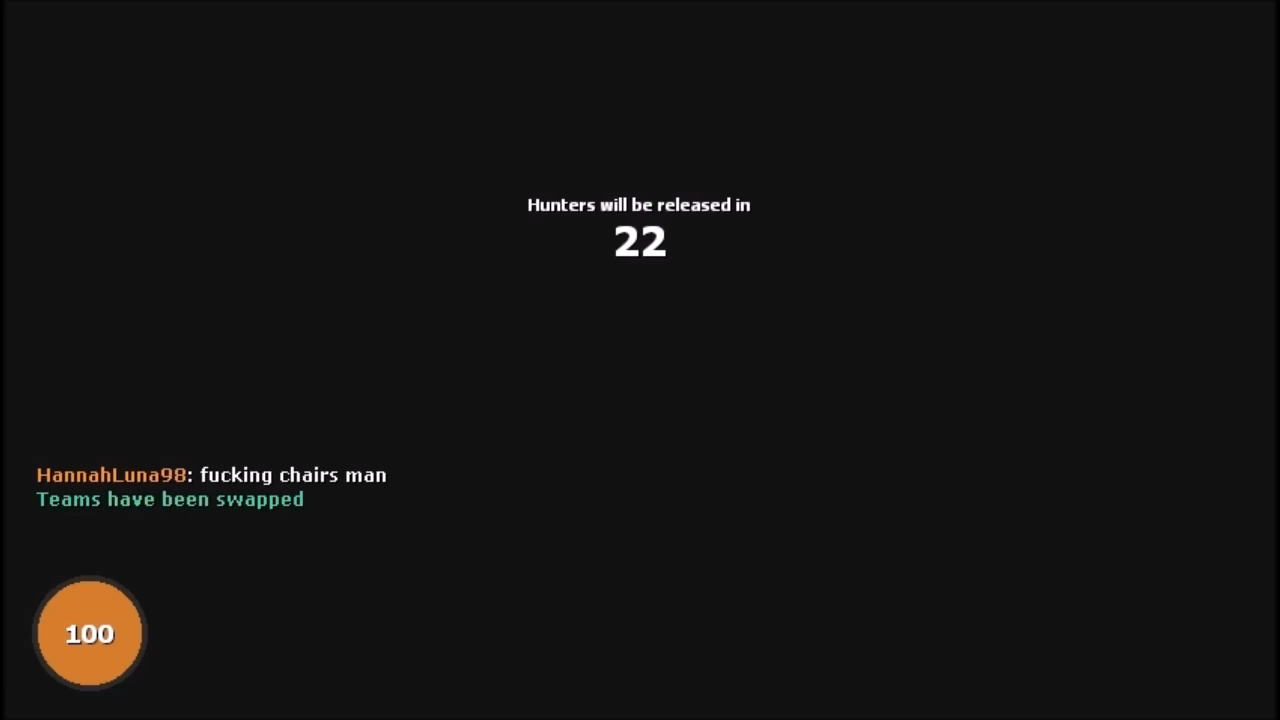 Hunters will be released in
22
HannahLuna98: fucking chairs man
Teams have been swapped
100